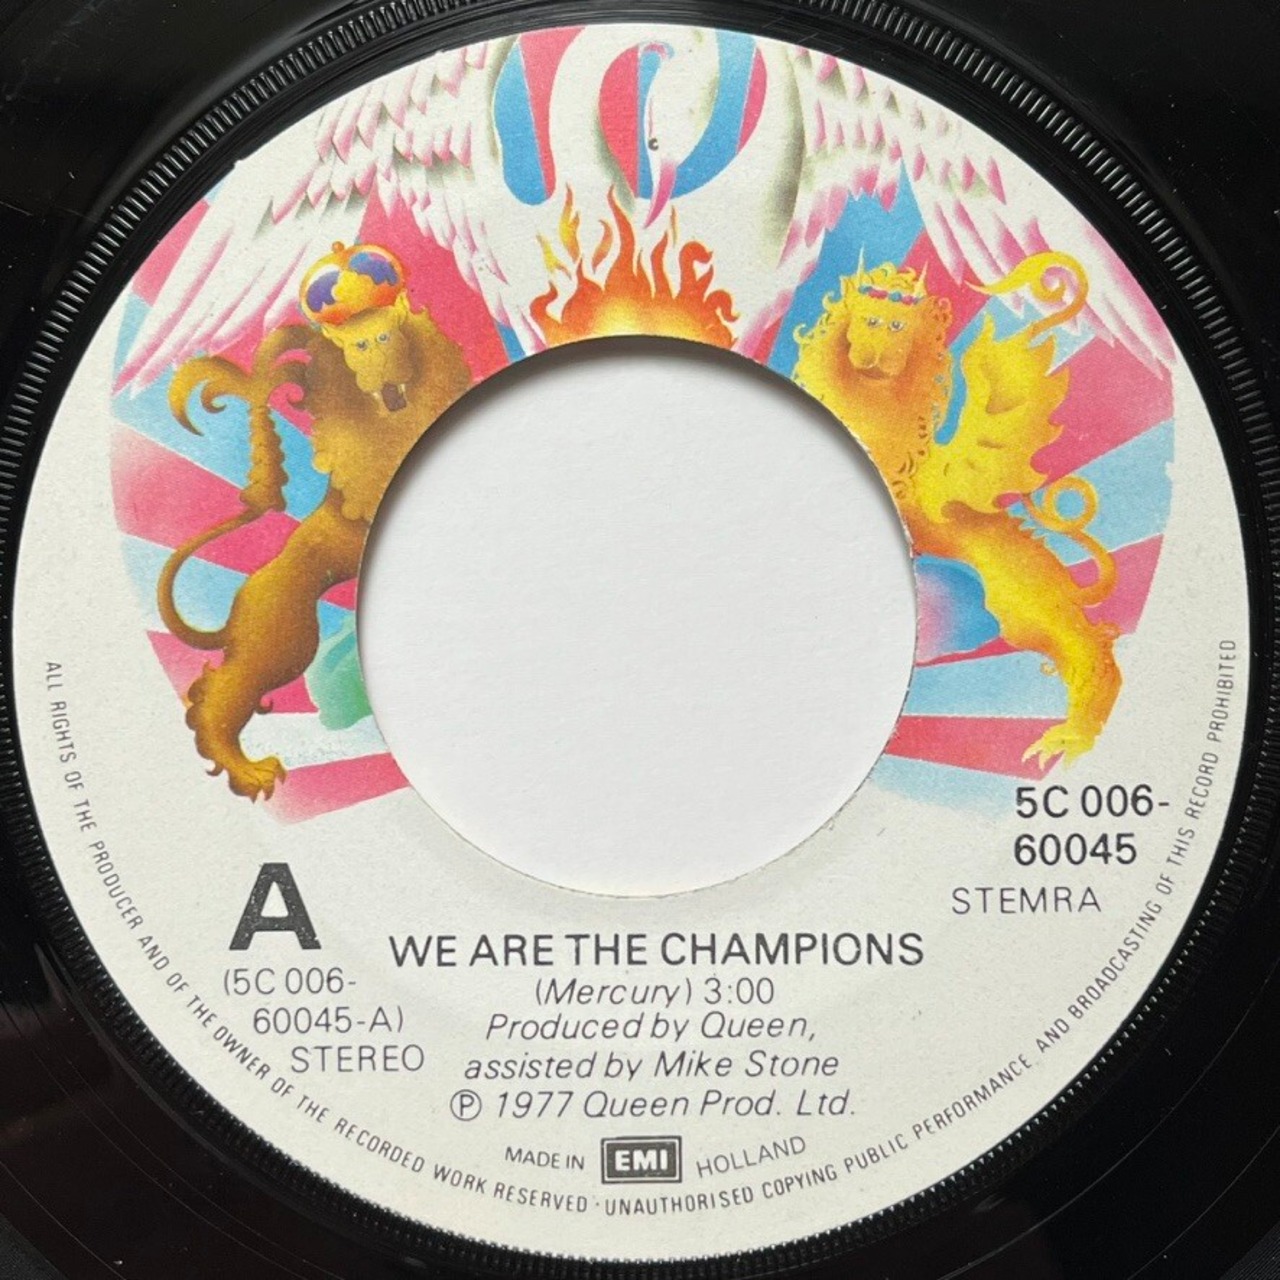 5C 006-
60045
STEMRA
A
(5C 006-
60045-A)
STEREO
WE ARE THE CHAMPIONS
(Mercury) 3:00
Produced by Queen,
assisted by Mike Stone
Ⓟ 1977 Queen Prod. Ltd.
MADE IN EMI HOLLAND
ALL RIGHTS OF THE PRODUCER AND OF THE OWNER OF THE RECORDED WORK RESERVED · UNAUTHORISED COPYING PUBLIC PERFORMANCE AND BROADCASTING OF THIS RECORD PROHIBITED